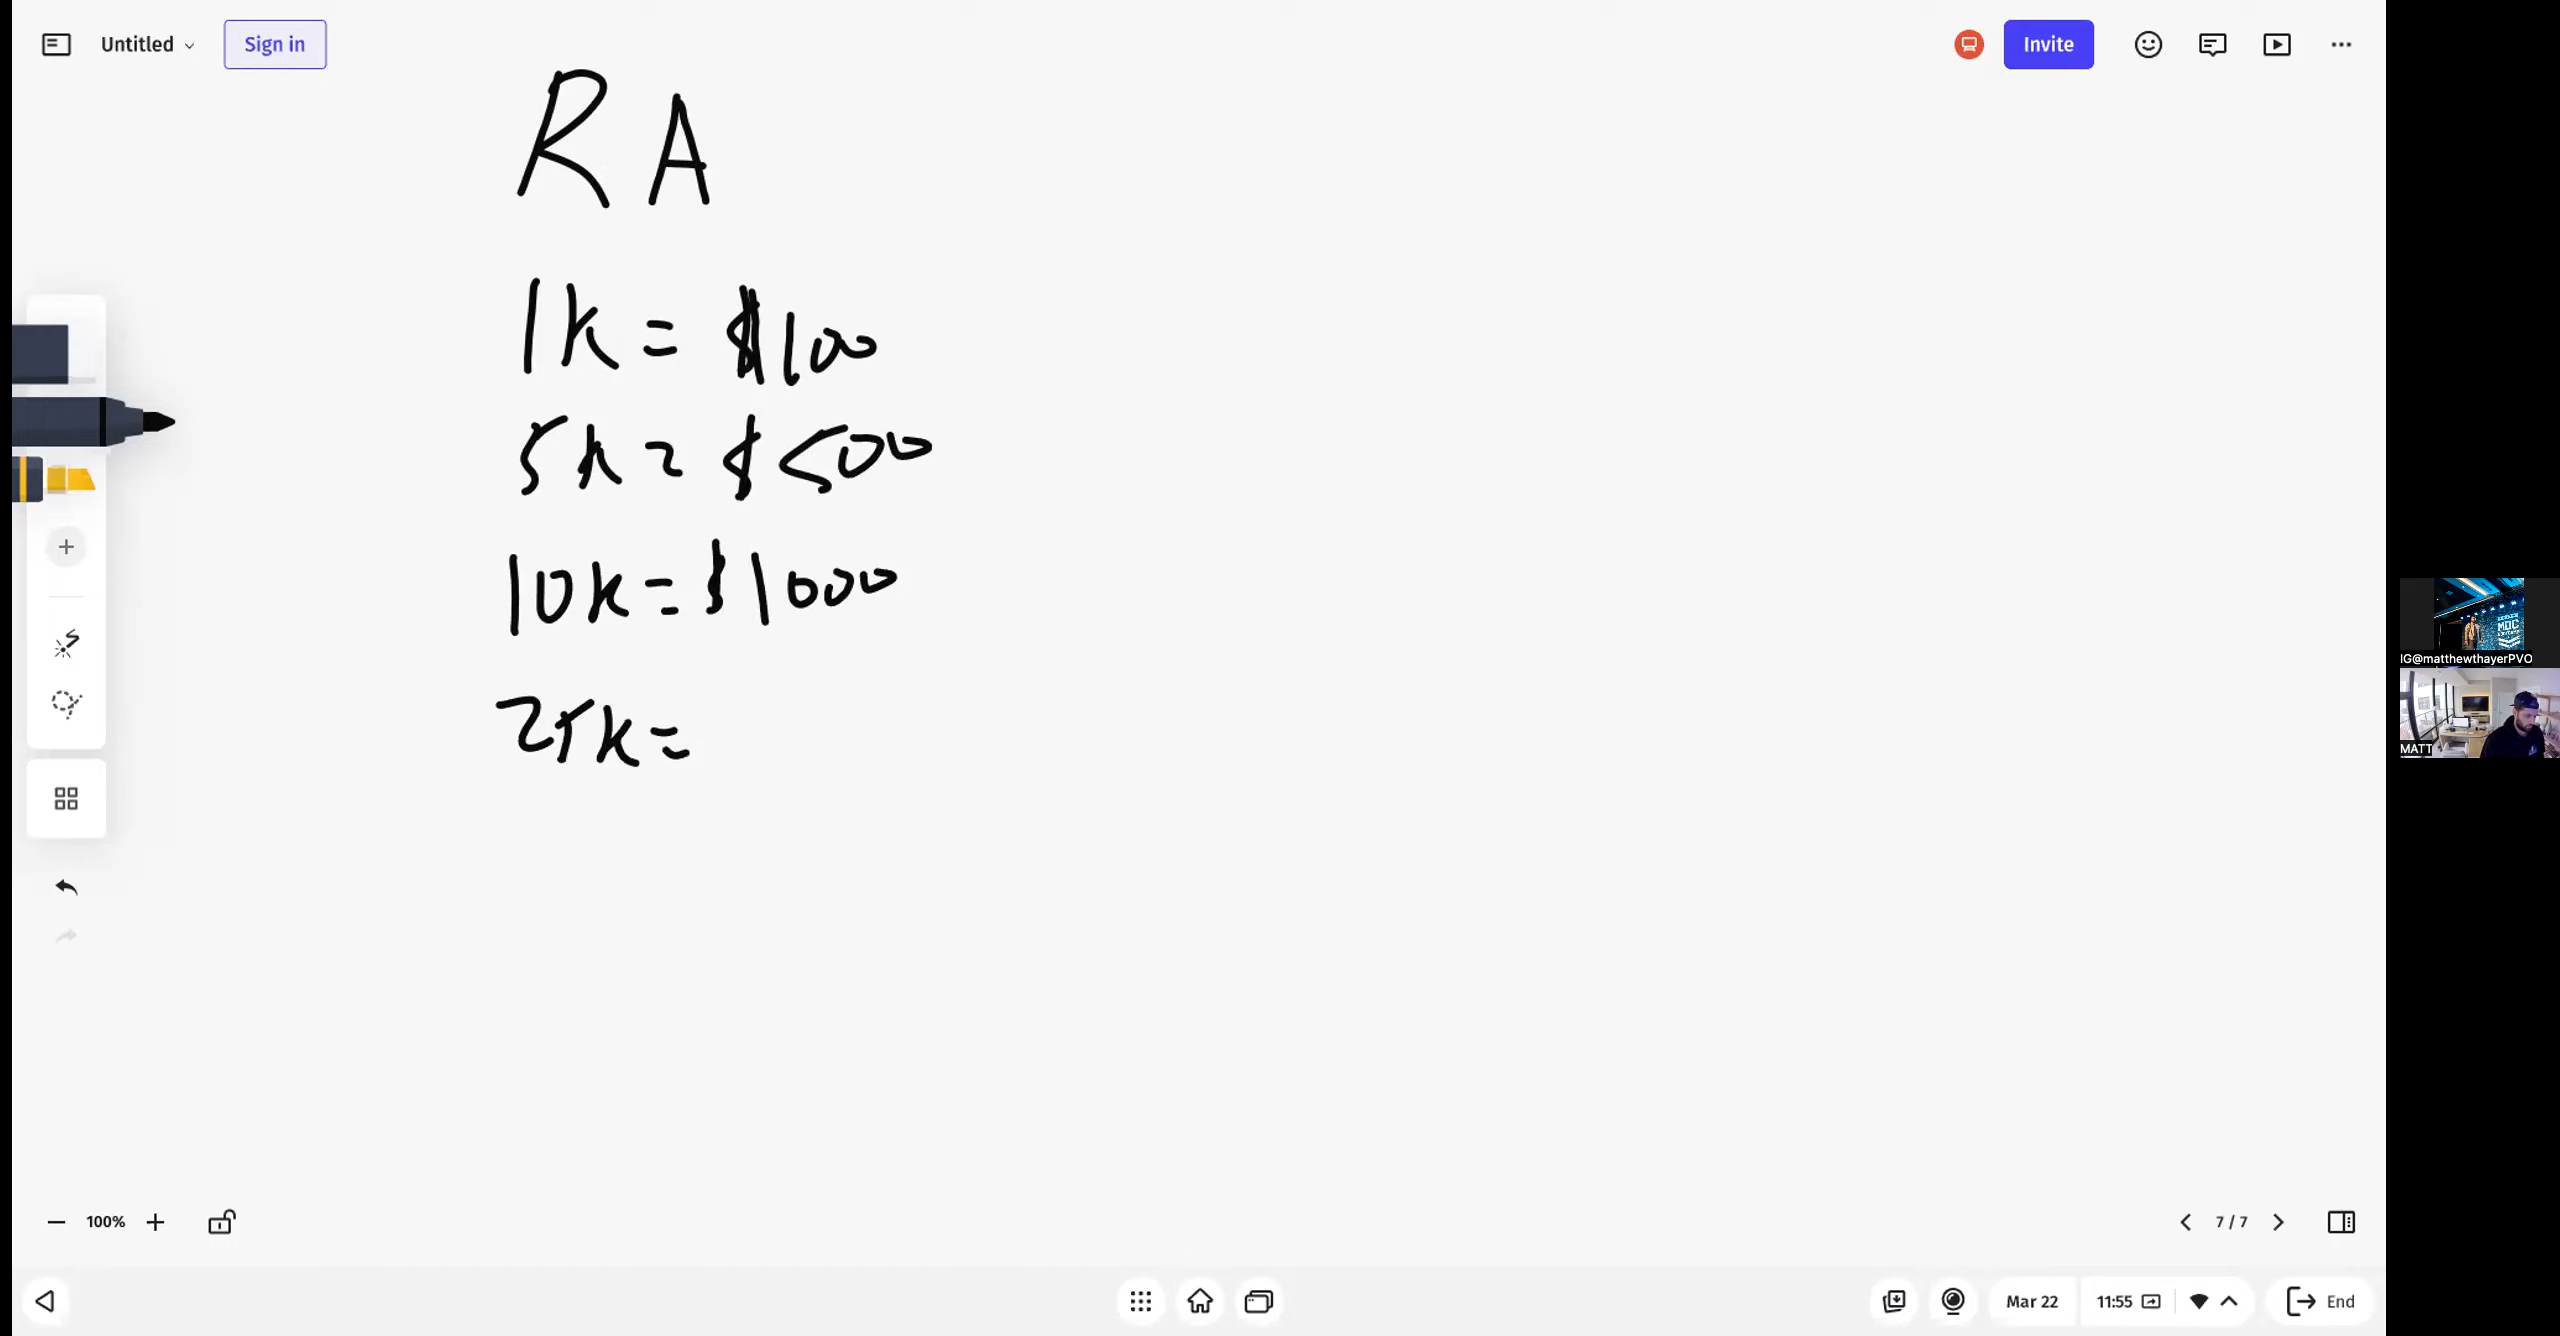 Untitled
Sign in
Invite
RA
1k = $100
5k = $500
10k = $1000
25k =
MDC
IG@matthewthayerPVO
MATT
100%
7 / 7
Mar 22
11:55
End